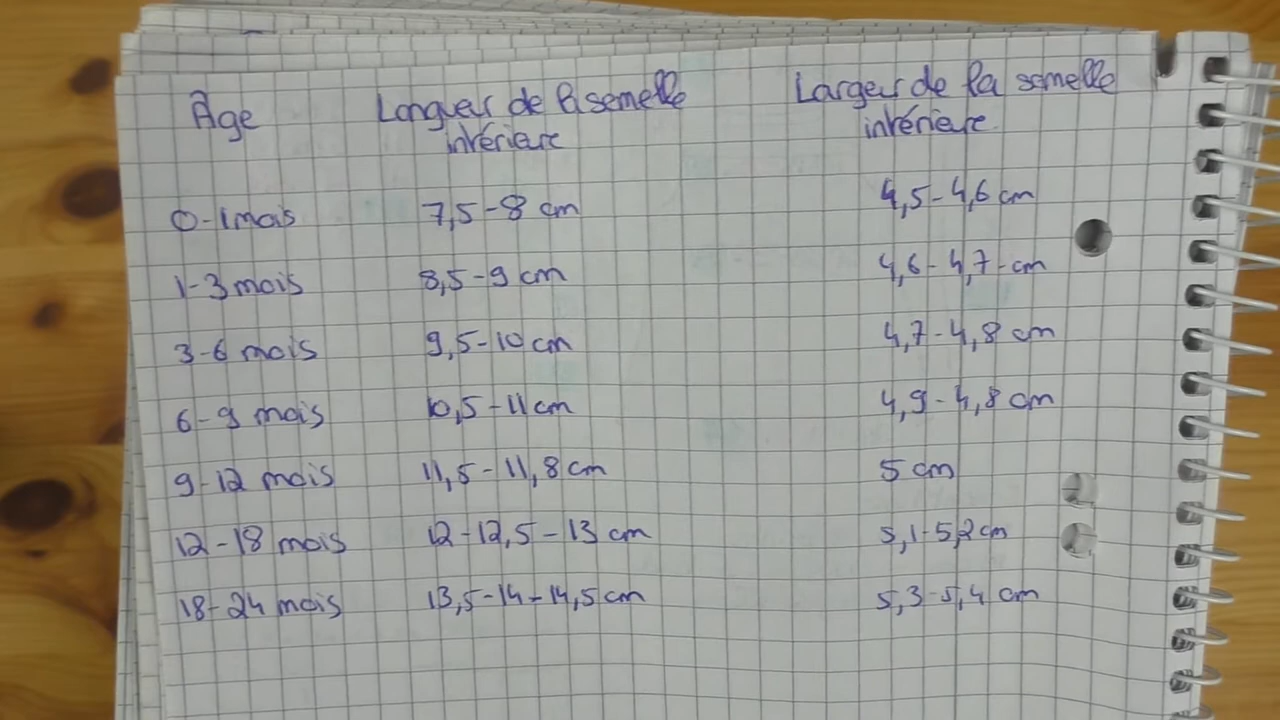 Âge Longueur de la semelle intérieure Largeur de la semelle intérieure
0-1 mois 7,5-8 cm 4,5-4,6 cm
1-3 mois 8,5-9 cm 4,6-4,7-cm
3-6 mois 9,5-10 cm 4,7-4,8 cm
6-9 mois 10,5-11 cm 4,9-4,8 cm
9-12 mois 11,5-11,8 cm 5 cm
12-18 mois 12-12,5-13 cm 5,1-5,2 cm
18-24 mois 13,5-14-14,5 cm 5,3-5,4 cm